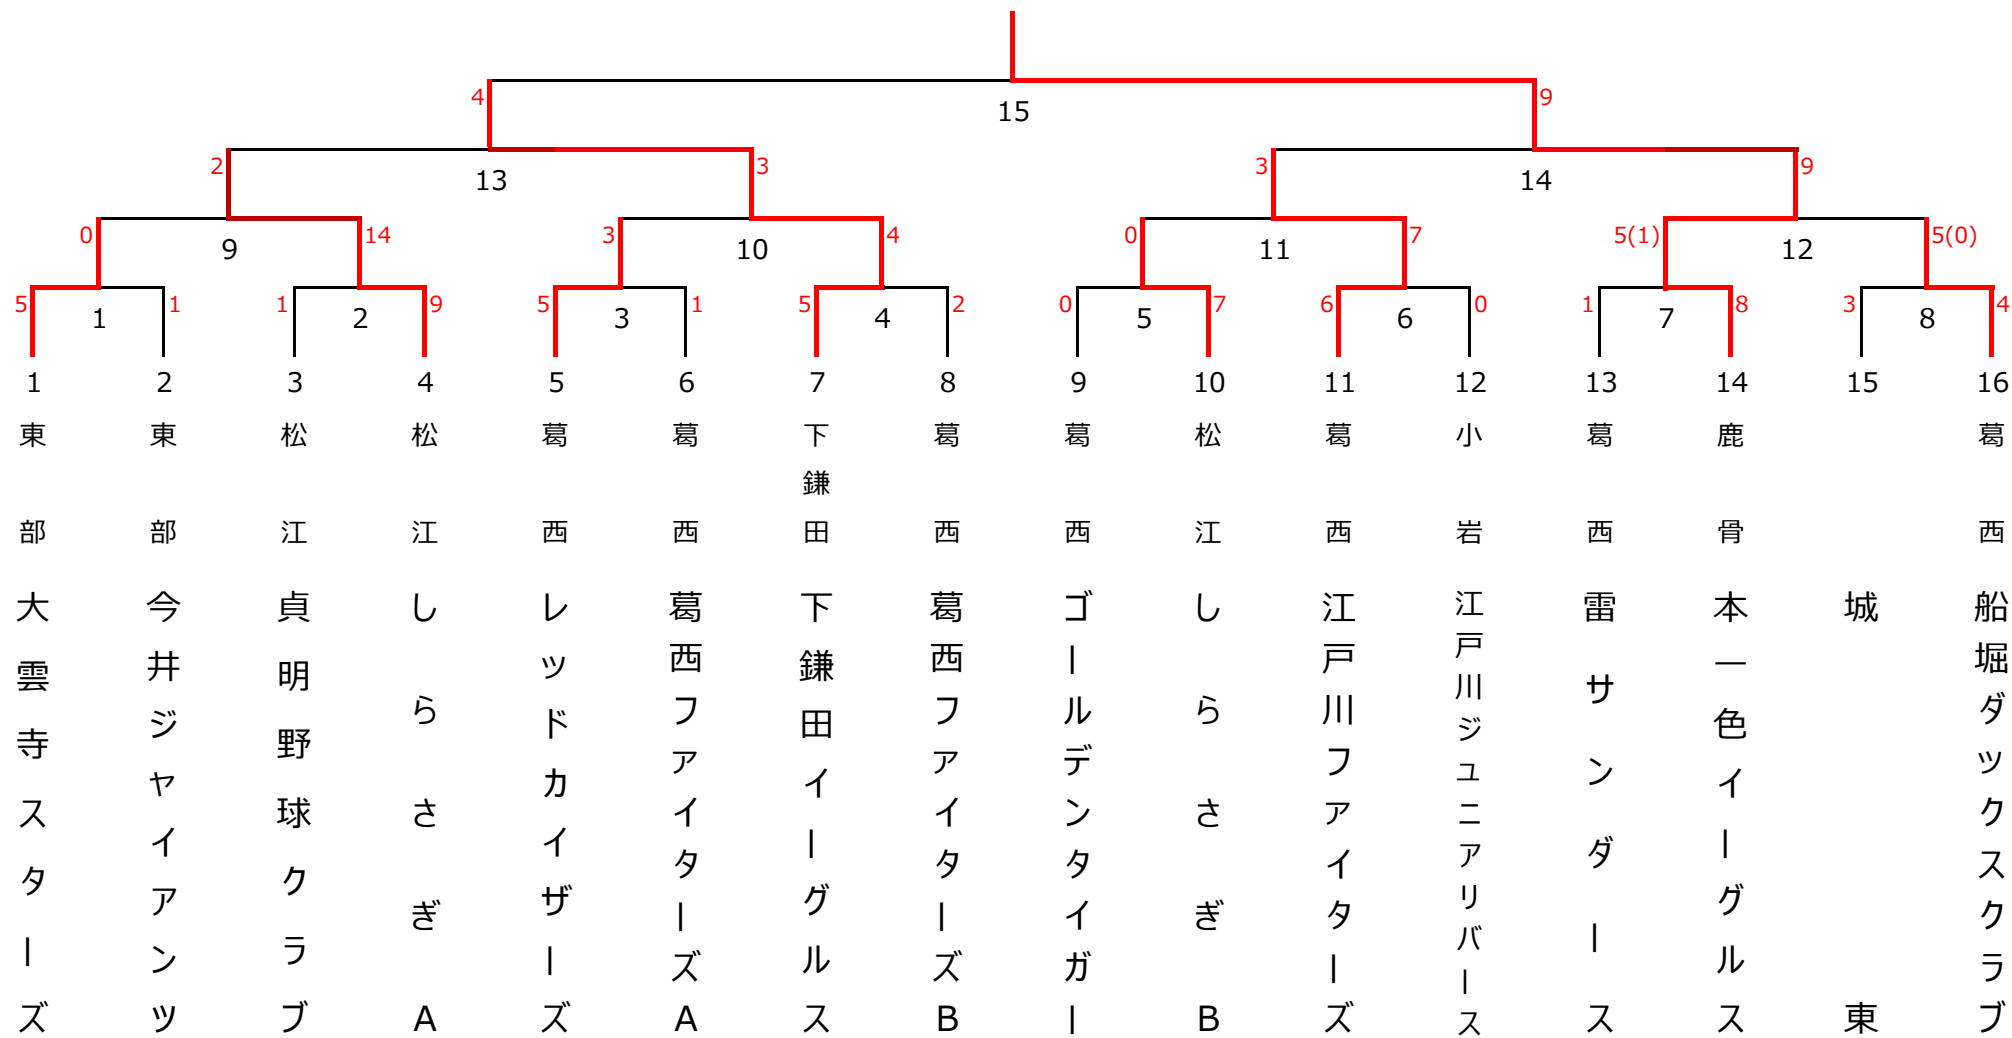 4
15
9
2
13
3
3
14
9
0
9
14
3
10
4
0
11
7
5(1)
12
5(0)
5
1
1
1
2
9
5
3
1
5
4
2
0
5
7
6
6
0
1
7
8
3
8
4
1
2
3
4
5
6
7
8
9
10
11
12
13
14
15
16
東部
東部
松江
松江
葛西
葛西
下鎌田
葛西
葛西
松江
葛西
小岩
葛西
鹿骨
葛西
大雲寺スターズ
今井ジャイアンツ
貞明野球クラブ
しらさぎA
レッドカイザーズ
葛西ファイターズA
下鎌田イーグルス
葛西ファイターズB
ゴールデンタイガー
しらさぎB
江戸川ファイターズ
江戸川ジュニアリバース
雷サンダース
本一色イーグルス
城東
船堀ダックスクラブ